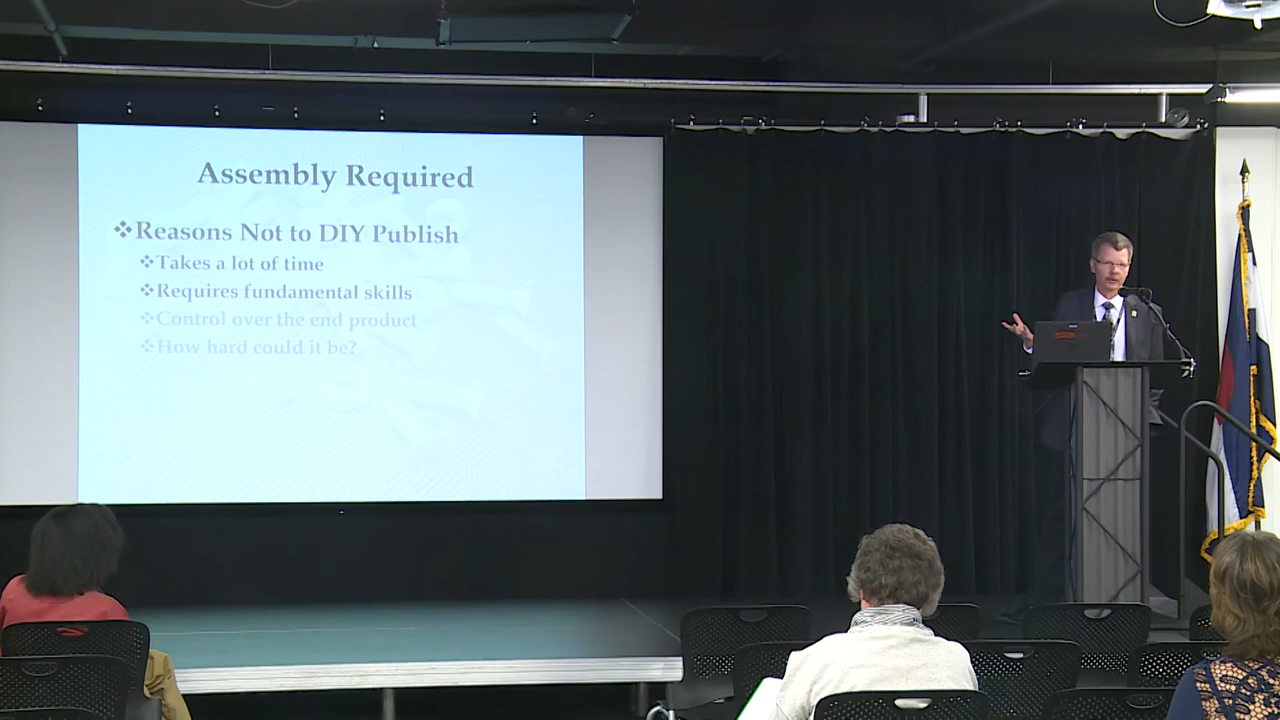 Assembly Required
❖Reasons Not to DIY Publish
❖Takes a lot of time
❖Requires fundamental skills
❖Control over the end product
❖How hard could it be?